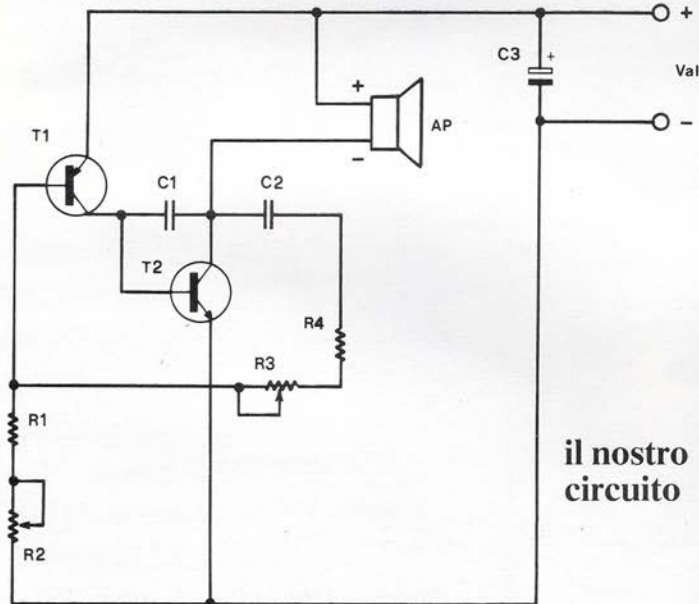 +
C3
+
Val
+
AP
-
-
T1
C1
C2
T2
R4
R3
R1
R2
il nostro
circuito